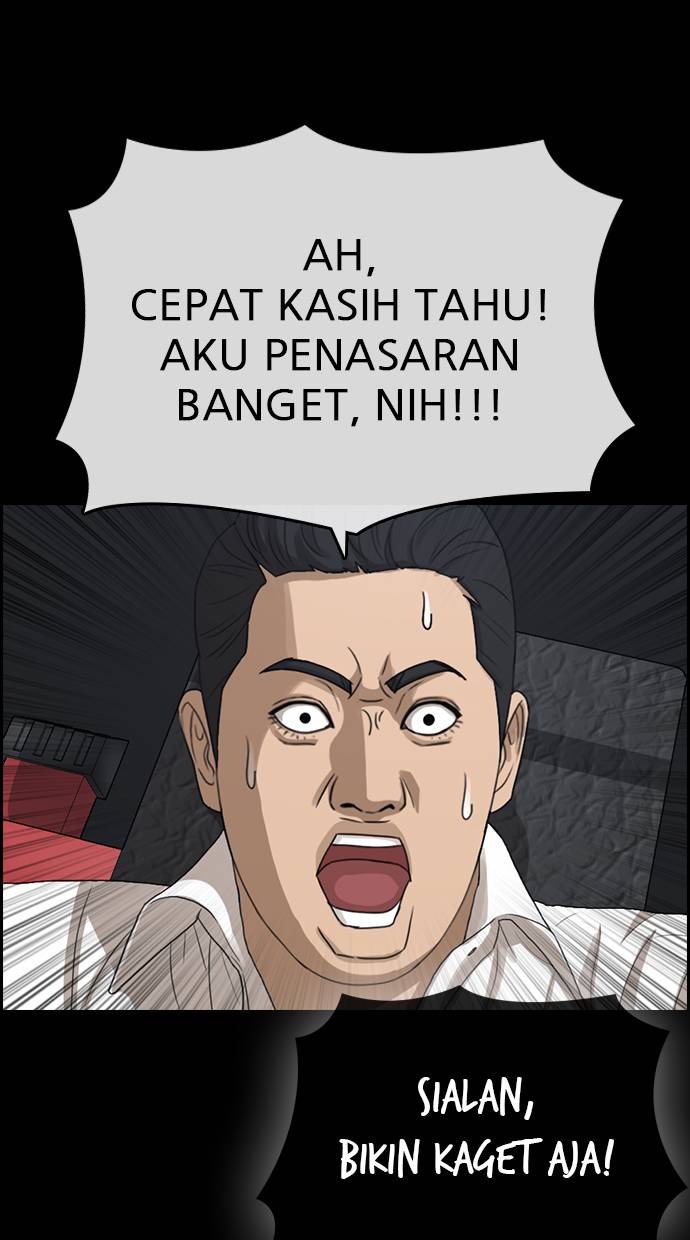 AH,
CEPAT KASIH TAHU!
AKU PENASARAN
BANGET, NIH!!!
SIALAN,
BIKIN KAGET AJA!